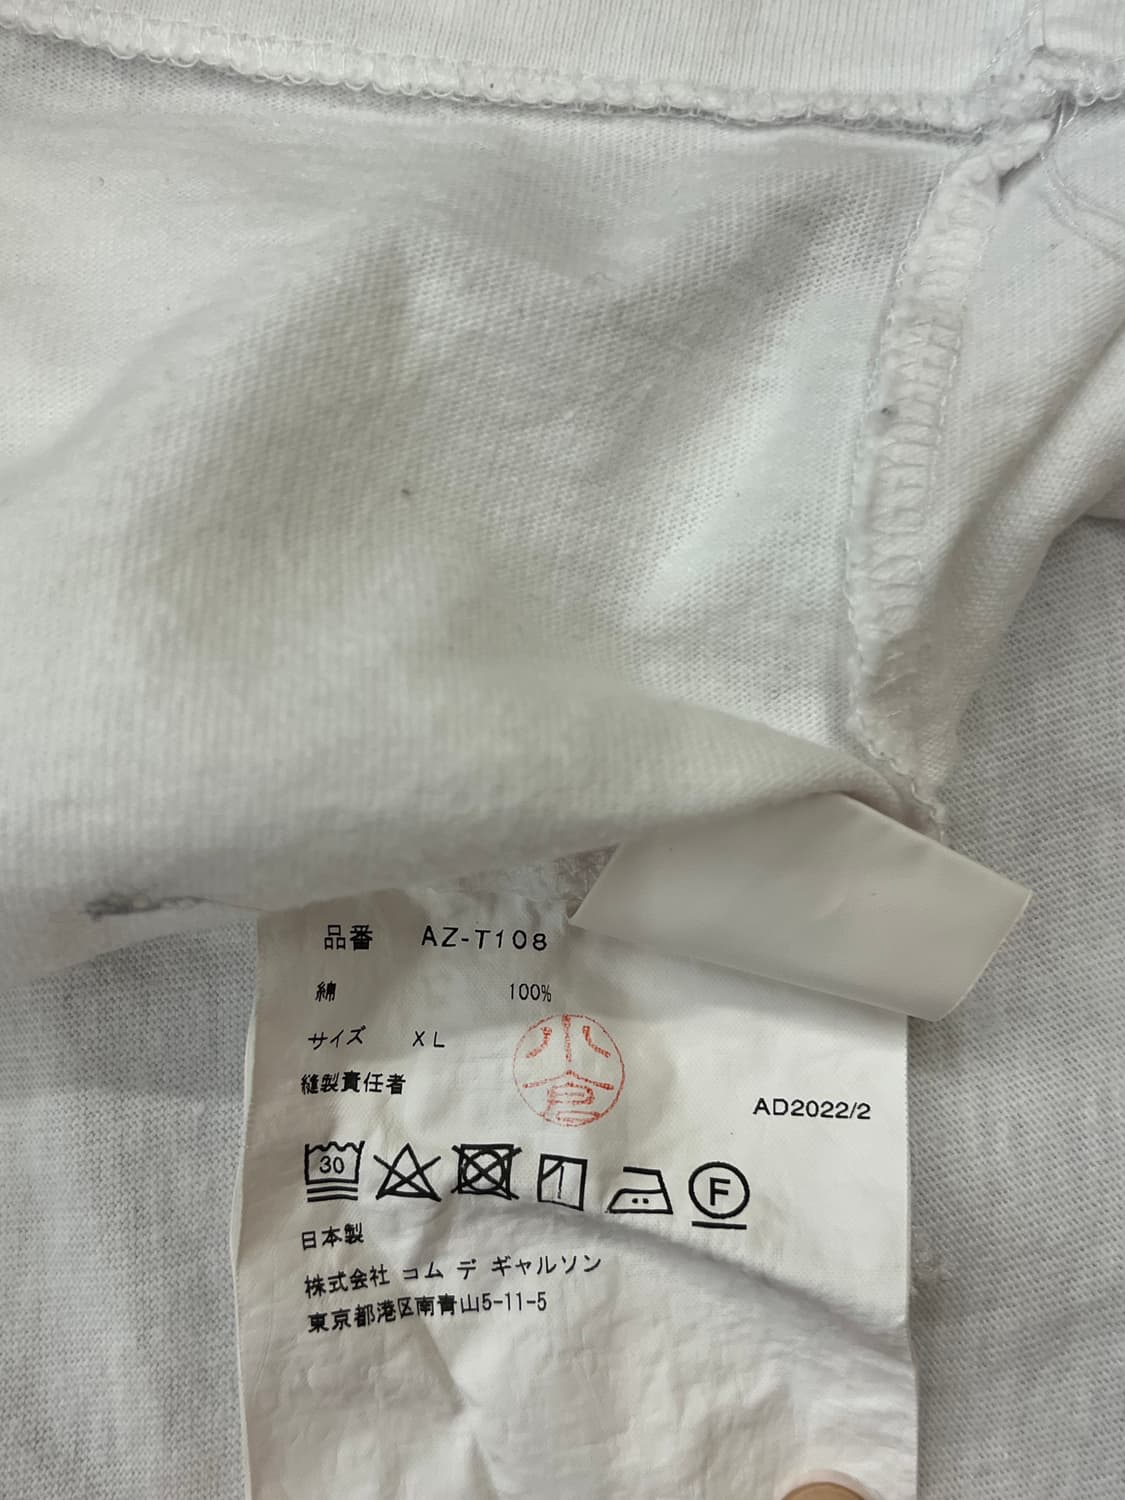 品番 AZ-T108
綿 100%
サイズ XL
小倉
縫製責任者
AD2022/2
30
F
日本製
株式会社 コム デ ギャルソン
東京都港区南青山5-11-5